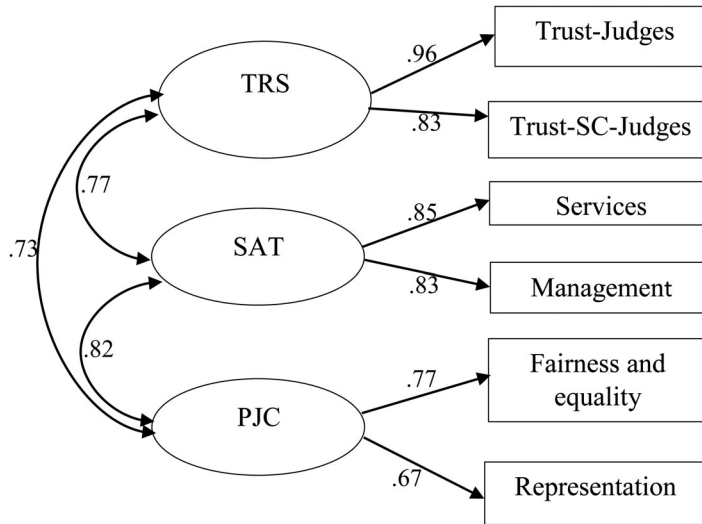 Trust-Judges
.96
TRS
.83
Trust-SC-Judges
.77
.85
Services
.73
SAT
.83
Management
.82
.77
Fairness and
equality
PJC
.67
Representation